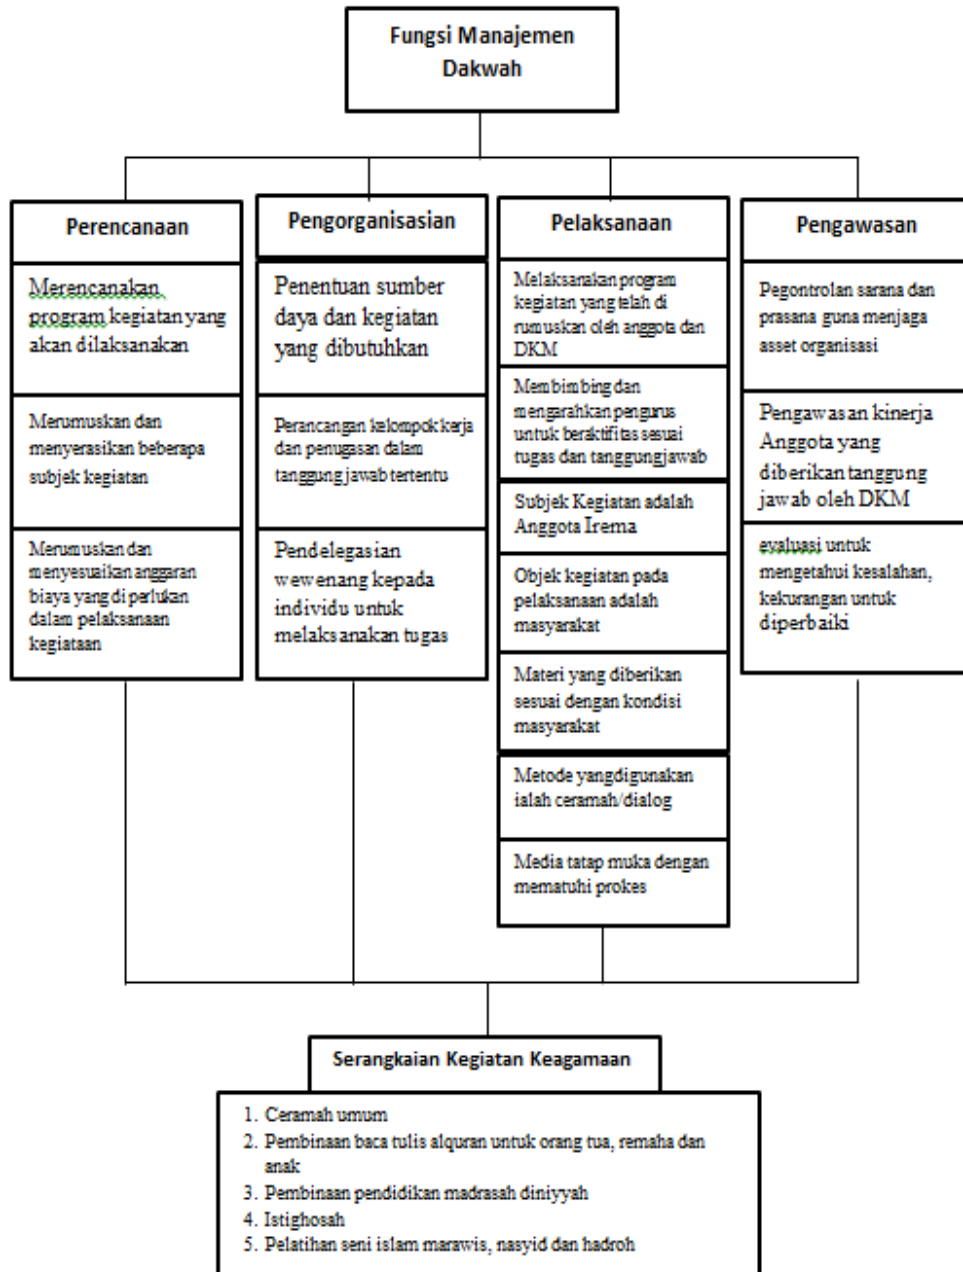 Fungsi Manajemen
Dakwah
Perencanaan
Merencanakan
program kegiatan yang
akan dilaksanakan
Merumuskan dan
menyerasikan beberapa
subjek kegiatan
Merumuskan dan
menyesuaikan anggaran
biaya yang di perlukan
dalam pelaksanaan
kegiataan
Pengorganisasian
Penentuan sumber
daya dan kegiatan
yang dibutuhkan
Perancangan kelompok kerja
dan penugasan dalam
tanggung jawab tertentu
Pendelegasian
wewenang kepada
individu untuk
melaksanakan tugas
Pelaksanaan
Melaksanakan program
kegiatan yang telah di
rumuskan oleh anggota dan
DKM
Membimbing dan
mengarahkan pengurus
untuk beraktifitas sesuai
tugas dan tanggung jawab
Subjek Kegiatan adalah
Anggota Irema
Objek kegiatan pada
pelaksanaan adalah
masyarakat
Materi yang diberikan
sesuai dengan kondisi
masyarakat
Metode yangdigunakan
ialah ceramah/dialog
Media tatap muka dengan
mematuhi prokes
Pengawasan
Pegontrolan sarana dan
prasana guna menjaga
asset organisasi
Pengawasan kinerja
Anggota yang
diberikan tanggung
jawab oleh DKM
evaluasi untuk
mengetahui kesalahan,
kekurangan untuk
diperbaiki
Serangkaian Kegiatan Keagamaan
1. Ceramah umum
2. Pembinaan baca tulis alquran untuk orang tua, remaha dan
anak
3. Pembinaan pendidikan madrasah diniyyah
4. Istighosah
5. Pelatihan seni islam marawis, nasyid dan hadroh